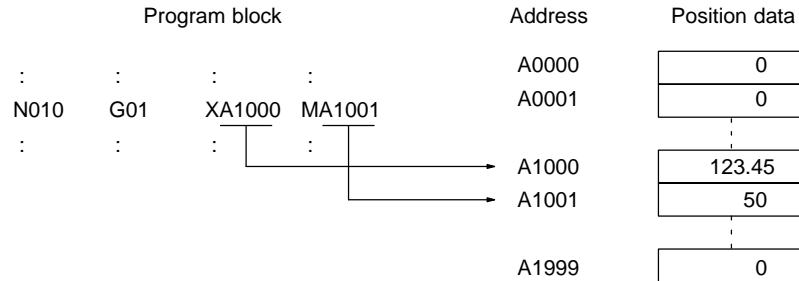 Program block Address Position data
A0000 0
: : : :
A0001 0
N010 G01 XA1000 MA1001
: : : :
A1000 123.45
A1001 50
A1999 0